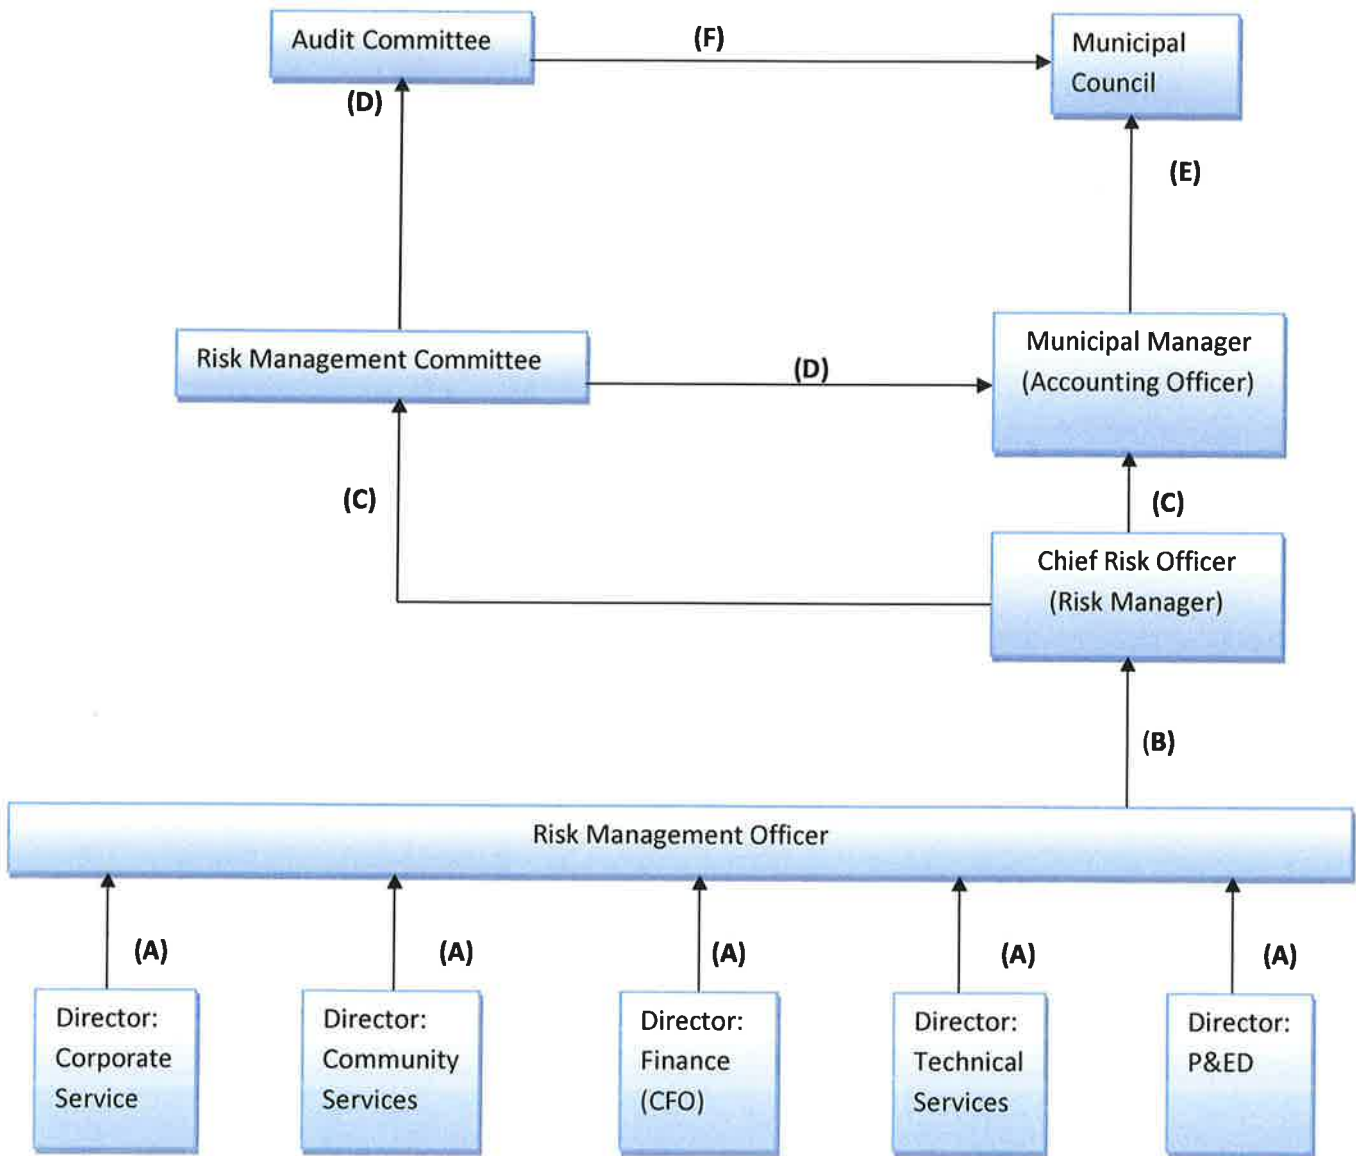 Audit Committee
(F)
Municipal
Council
(D)
(E)
Risk Management Committee
(D)
Municipal Manager
(Accounting Officer)
(C)
(C)
Chief Risk Officer
(Risk Manager)
(B)
Risk Management Officer
(A)
(A)
(A)
(A)
(A)
Director:
Corporate
Service
Director:
Community
Services
Director:
Finance
(CFO)
Director:
Technical
Services
Director:
P&ED